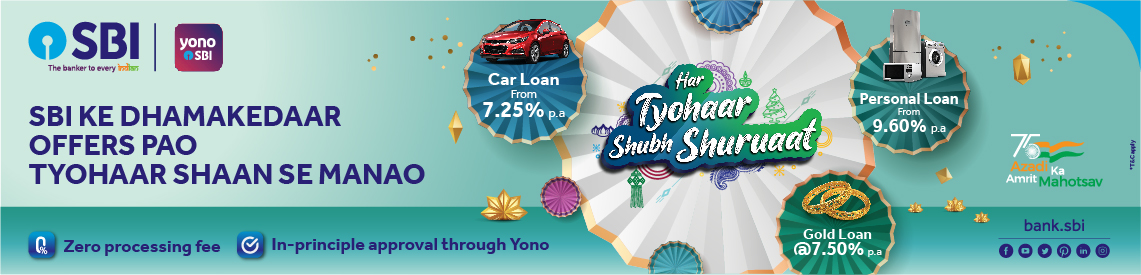 SBI
The banker to every Indian
yono
SBI
SBI KE DHAMAKEDAAR
OFFERS PAO
TYOHAAR SHAAN SE MANAO
0%
Zero processing fee
In-principle approval through Yono
Car Loan
From
7.25% p.a
Har
Tyohaar
Shubh Shuruaat
Personal Loan
From
9.60% p.a
Gold Loan
@7.50% p.a
75
Azadi Ka
Amrit Mahotsav
*T&C apply
bank.sbi